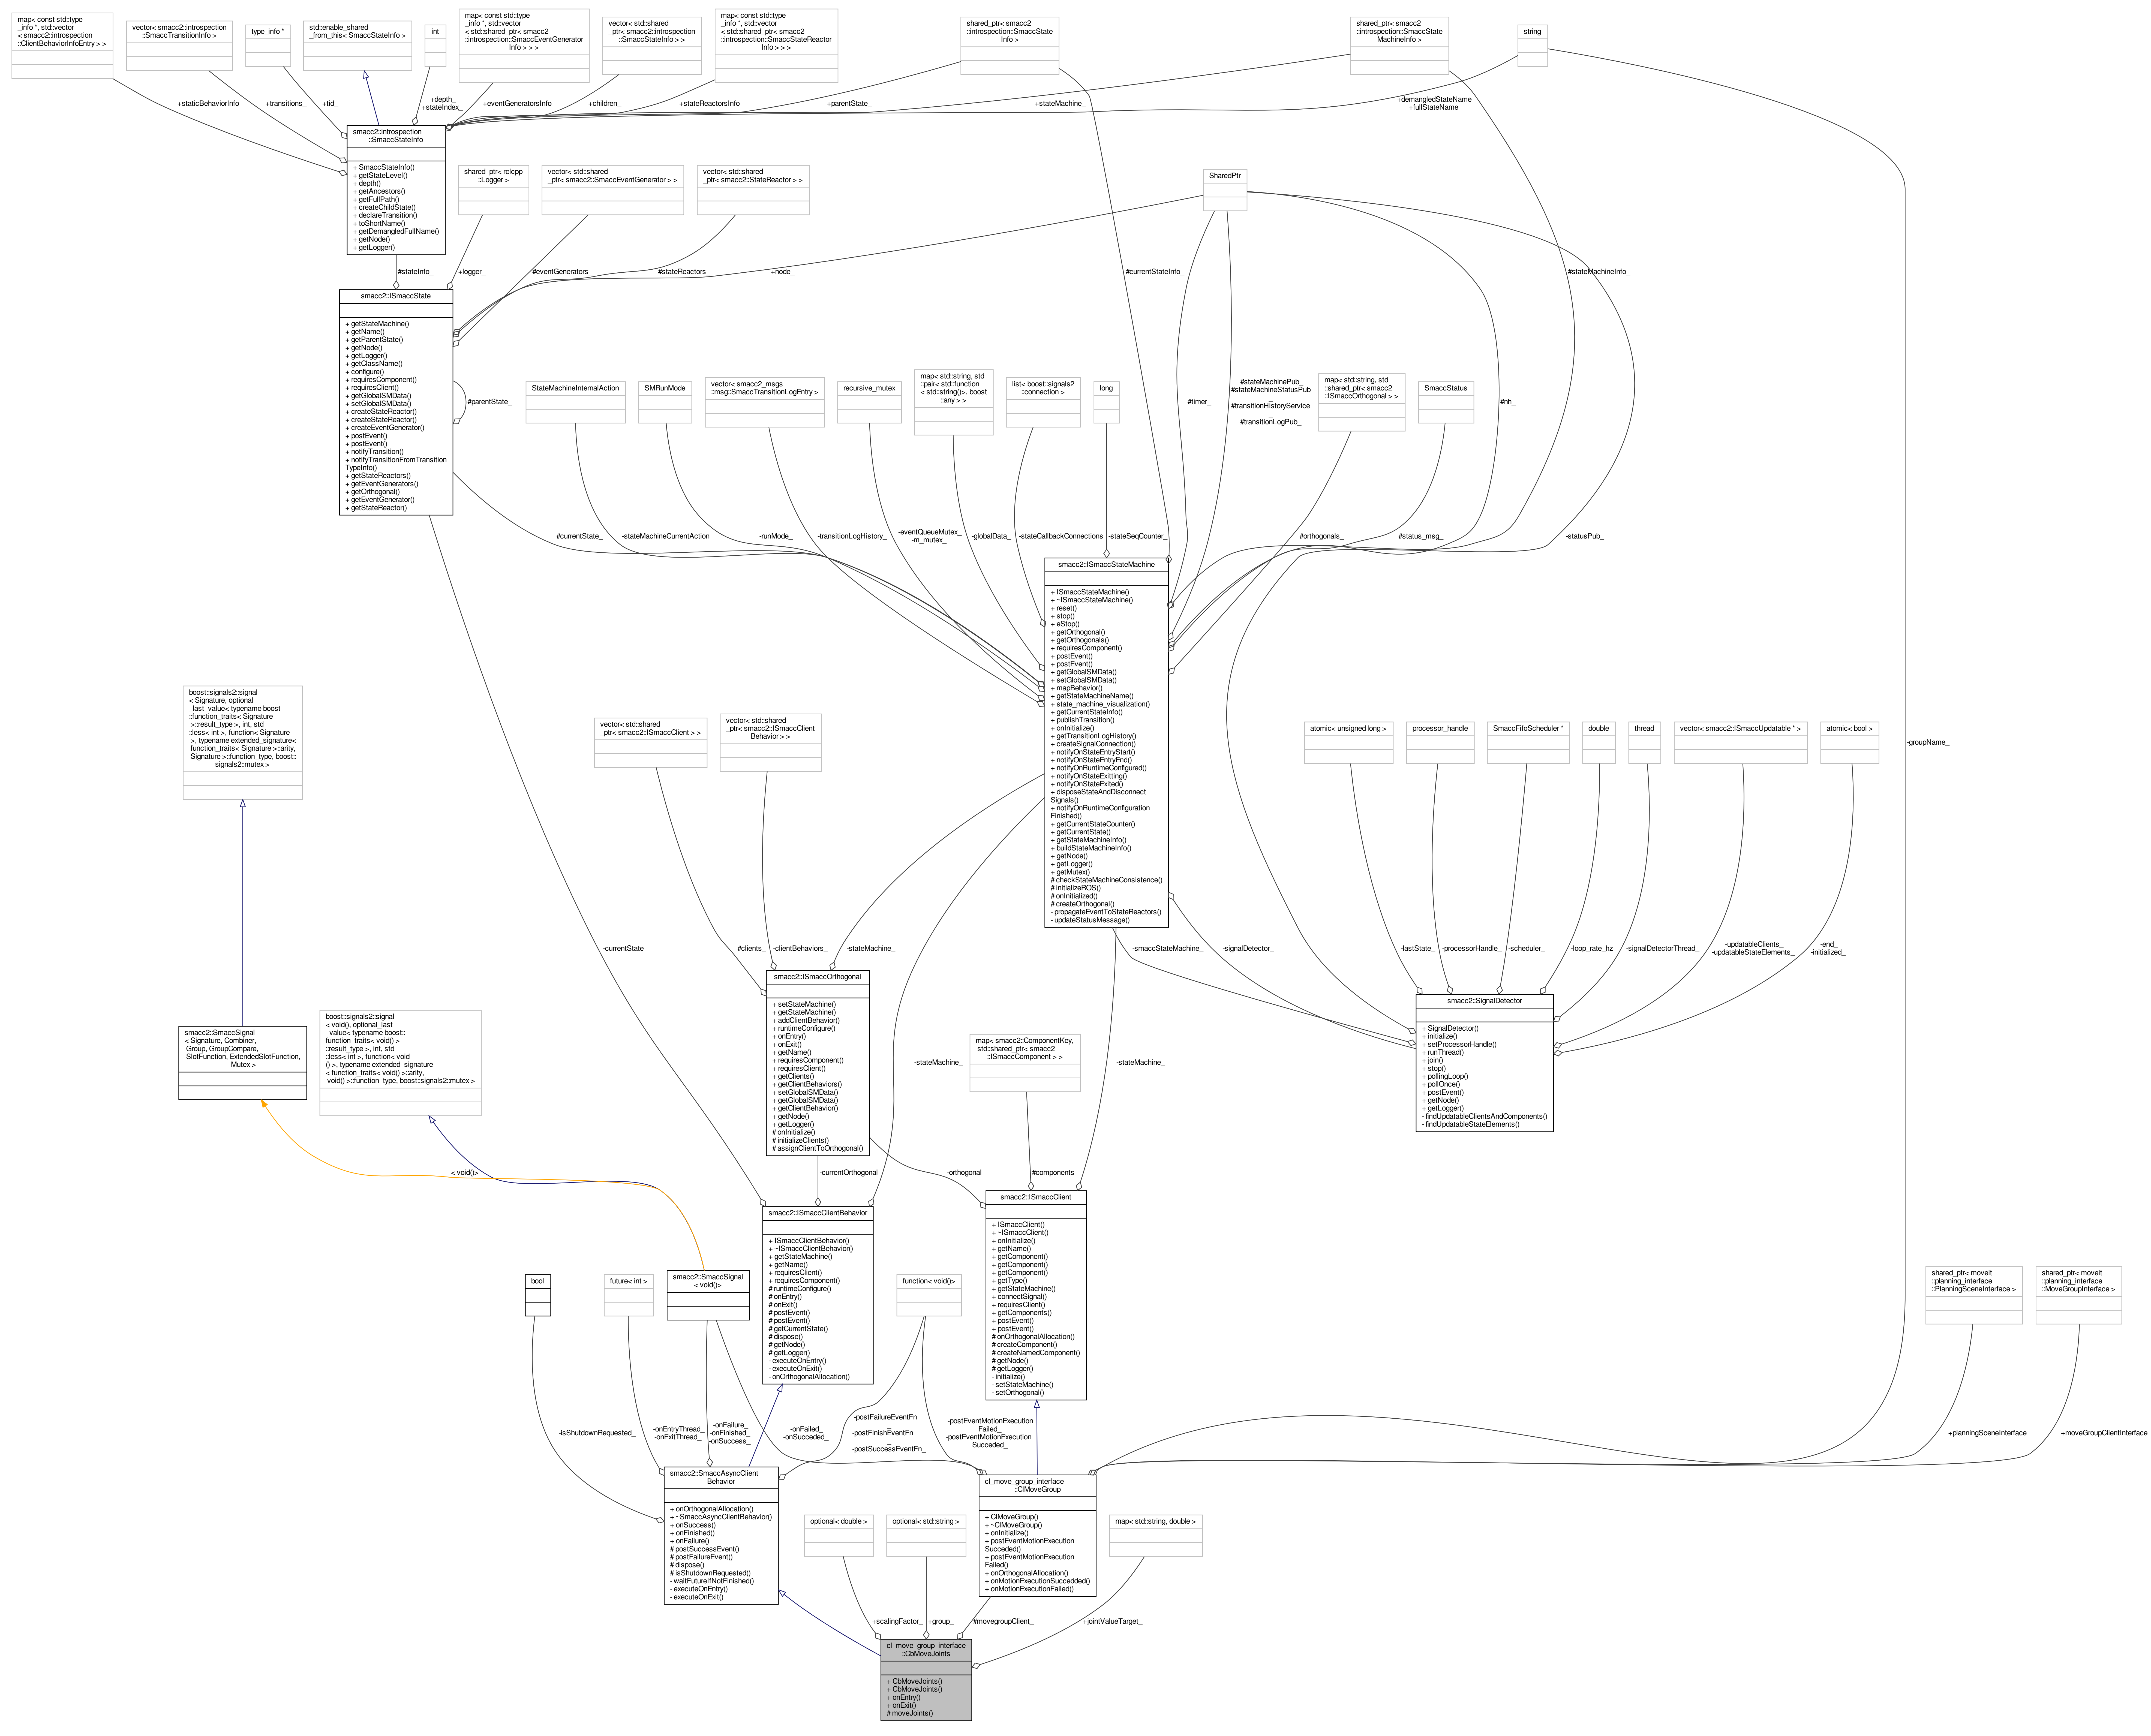 map< const std::type
_info *, std::vector
< smacc2::introspection
::ClientBehaviorInfoEntry > >
vector< smacc2::introspection
::SmaccTransitionInfo >
type_info *
std::enable_shared
_from_this< SmaccStateInfo >
int
map< const std::type
_info *, std::vector
< std::shared_ptr< smacc2
::introspection::SmaccEventGenerator
Info > > >
vector< std::shared
_ptr< smacc2::introspection
::SmaccStateInfo > >
map< const std::type
_info *, std::vector
< std::shared_ptr< smacc2
::introspection::SmaccStateReactor
Info > > >
shared_ptr< smacc2
::introspection::SmaccState
Info >
shared_ptr< smacc2
::introspection::SmaccState
MachineInfo >
string
+staticBehaviorInfo
+transitions_
+tid_
+depth_
+stateIndex_
+eventGeneratorsInfo
+children_
+stateReactorsInfo
+parentState_
+stateMachine_
+demangledStateName
+fullStateName
smacc2::introspection
::SmaccStateInfo
+ SmaccStateInfo()
+ getStateLevel()
+ depth()
+ getAncestors()
+ getFullPath()
+ createChildState()
+ declareTransition()
+ toShortName()
+ getDemangledFullName()
+ getNode()
+ getLogger()
shared_ptr< rclcpp
::Logger >
vector< std::shared
_ptr< smacc2::SmaccEventGenerator > >
vector< std::shared
_ptr< smacc2::StateReactor > >
SharedPtr
#stateInfo_
+logger_
#eventGenerators_
#stateReactors_
+node_
#currentStateInfo_
#stateMachineInfo_
smacc2::ISmaccState
+ getStateMachine()
+ getName()
+ getParentState()
+ getNode()
+ getLogger()
+ getClassName()
+ configure()
+ requiresComponent()
+ requiresClient()
+ getGlobalSMData()
+ setGlobalSMData()
+ createStateReactor()
+ createStateReactor()
+ createEventGenerator()
+ postEvent()
+ postEvent()
+ notifyTransition()
+ notifyTransitionFromTransition
TypeInfo()
+ getStateReactors()
+ getEventGenerators()
+ getOrthogonal()
+ getEventGenerator()
+ getStateReactor()
#parentState_
StateMachineInternalAction
SMRunMode
vector< smacc2_msgs
::msg::SmaccTransitionLogEntry >
recursive_mutex
map< std::string, std
::pair< std::function
< std::string()>, boost
::any > >
list< boost::signals2
::connection >
long
#timer_
#stateMachinePub_
#stateMachineStatusPub
_
#transitionHistoryService
_
#transitionLogPub_
map< std::string, std
::shared_ptr< smacc2
::ISmaccOrthogonal > >
SmaccStatus
#nh_
#currentState_
-stateMachineCurrentAction
-runMode_
-transitionLogHistory_
-eventQueueMutex_
-m_mutex_
-globalData_
-stateCallbackConnections
-stateSeqCounter_
#orthogonals_
#status_msg_
-statusPub_
smacc2::ISmaccStateMachine
+ ISmaccStateMachine()
+ ~ISmaccStateMachine()
+ reset()
+ stop()
+ eStop()
+ getOrthogonal()
+ getOrthogonals()
+ requiresComponent()
+ postEvent()
+ postEvent()
+ getGlobalSMData()
+ setGlobalSMData()
+ mapBehavior()
+ getStateMachineName()
+ state_machine_visualization()
+ getCurrentStateInfo()
+ publishTransition()
+ onInitialize()
+ getTransitionLogHistory()
+ createSignalConnection()
+ notifyOnStateEntryStart()
+ notifyOnStateEntryEnd()
+ notifyOnRuntimeConfigured()
+ notifyOnStateExitting()
+ notifyOnStateExited()
+ disposeStateAndDisconnect
Signals()
+ notifyOnRuntimeConfiguration
Finished()
+ getCurrentStateCounter()
+ getCurrentState()
+ getStateMachineInfo()
+ buildStateMachineInfo()
+ getNode()
+ getLogger()
+ getMutex()
# checkStateMachineConsistence()
# initializeROS()
# onInitialized()
# createOrthogonal()
- propagateEventToStateReactors()
- updateStatusMessage()
boost::signals2::signal
< Signature, optional
_last_value< typename boost
::function_traits< Signature
>::result_type >, int, std
::less< int >, function< Signature
>, typename extended_signature<
function_traits< Signature >::arity,
Signature >::function_type, boost::
signals2::mutex >
vector< std::shared
_ptr< smacc2::ISmaccClient > >
vector< std::shared
_ptr< smacc2::ISmaccClient
Behavior > >
atomic< unsigned long >
processor_handle
SmaccFifoScheduler *
double
thread
vector< smacc2::ISmaccUpdatable * >
atomic< bool >
-groupName_
-currentState
#clients_
-clientBehaviors_
-stateMachine_
-smaccStateMachine_
-signalDetector_
-lastState_
-processorHandle_
-scheduler_
-loop_rate_hz
-signalDetectorThread_
-updatableClients_
-updatableStateElements_
-end_
-initialized_
smacc2::ISmaccOrthogonal
+ setStateMachine()
+ getStateMachine()
+ addClientBehavior()
+ runtimeConfigure()
+ onEntry()
+ onExit()
+ getName()
+ requiresComponent()
+ requiresClient()
+ getClients()
+ getClientBehaviors()
+ setGlobalSMData()
+ getGlobalSMData()
+ getClientBehavior()
+ getNode()
+ getLogger()
# onInitialize()
# initializeClients()
# assignClientToOrthogonal()
smacc2::SignalDetector
+ SignalDetector()
+ initialize()
+ setProcessorHandle()
+ runThread()
+ join()
+ stop()
+ pollingLoop()
+ pollOnce()
+ postEvent()
+ getNode()
+ getLogger()
- findUpdatableClientsAndComponents()
- findUpdatableStateElements()
smacc2::SmaccSignal
< Signature, Combiner,
Group, GroupCompare,
SlotFunction, ExtendedSlotFunction,
Mutex >
boost::signals2::signal
< void(), optional_last
_value< typename boost::
function_traits< void() >
::result_type >, int, std
::less< int >, function< void
() >, typename extended_signature
< function_traits< void() >::arity,
void() >::function_type, boost::signals2::mutex >
map< smacc2::ComponentKey,
std::shared_ptr< smacc2
::ISmaccComponent > >
-stateMachine_
-stateMachine_
< void()>
-currentOrthogonal
-orthogonal_
#components_
smacc2::ISmaccClientBehavior
+ ISmaccClientBehavior()
+ ~ISmaccClientBehavior()
+ getStateMachine()
+ getName()
+ requiresClient()
+ requiresComponent()
# runtimeConfigure()
# onEntry()
# onExit()
# postEvent()
# postEvent()
# getCurrentState()
# dispose()
# getNode()
# getLogger()
- executeOnEntry()
- executeOnExit()
- onOrthogonalAllocation()
smacc2::ISmaccClient
+ ISmaccClient()
+ ~ISmaccClient()
+ onInitialize()
+ getName()
+ getComponent()
+ getComponent()
+ getComponent()
+ getType()
+ getStateMachine()
+ connectSignal()
+ requiresClient()
+ getComponents()
+ postEvent()
+ postEvent()
# onOrthogonalAllocation()
# createComponent()
# createNamedComponent()
# getNode()
# getLogger()
- initialize()
- setStateMachine()
- setOrthogonal()
bool
future< int >
smacc2::SmaccSignal
< void()>
function< void()>
shared_ptr< moveit
::planning_interface
::PlanningSceneInterface >
shared_ptr< moveit
::planning_interface
::MoveGroupInterface >
-isShutdownRequested_
-onEntryThread_
-onExitThread_
-onFailure_
-onFinished_
-onSuccess_
-onFailed_
-onSucceded_
-postFailureEventFn
_
-postFinishEventFn
_
-postSuccessEventFn_
-postEventMotionExecution
Failed_
-postEventMotionExecution
Succeded_
+planningSceneInterface
+moveGroupClientInterface
smacc2::SmaccAsyncClient
Behavior
+ onOrthogonalAllocation()
+ ~SmaccAsyncClientBehavior()
+ onSuccess()
+ onFinished()
+ onFailure()
# postSuccessEvent()
# postFailureEvent()
# dispose()
# isShutdownRequested()
- waitFutureIfNotFinished()
- executeOnEntry()
- executeOnExit()
cl_move_group_interface
::ClMoveGroup
+ ClMoveGroup()
+ ~ClMoveGroup()
+ onInitialize()
+ postEventMotionExecution
Succeded()
+ postEventMotionExecution
Failed()
+ onOrthogonalAllocation()
+ onMotionExecutionSuccedded()
+ onMotionExecutionFailed()
optional< double >
optional< std::string >
map< std::string, double >
+scalingFactor_
+group_
#movegroupClient_
+jointValueTarget_
cl_move_group_interface
::CbMoveJoints
+ CbMoveJoints()
+ CbMoveJoints()
+ onEntry()
+ onExit()
# moveJoints()